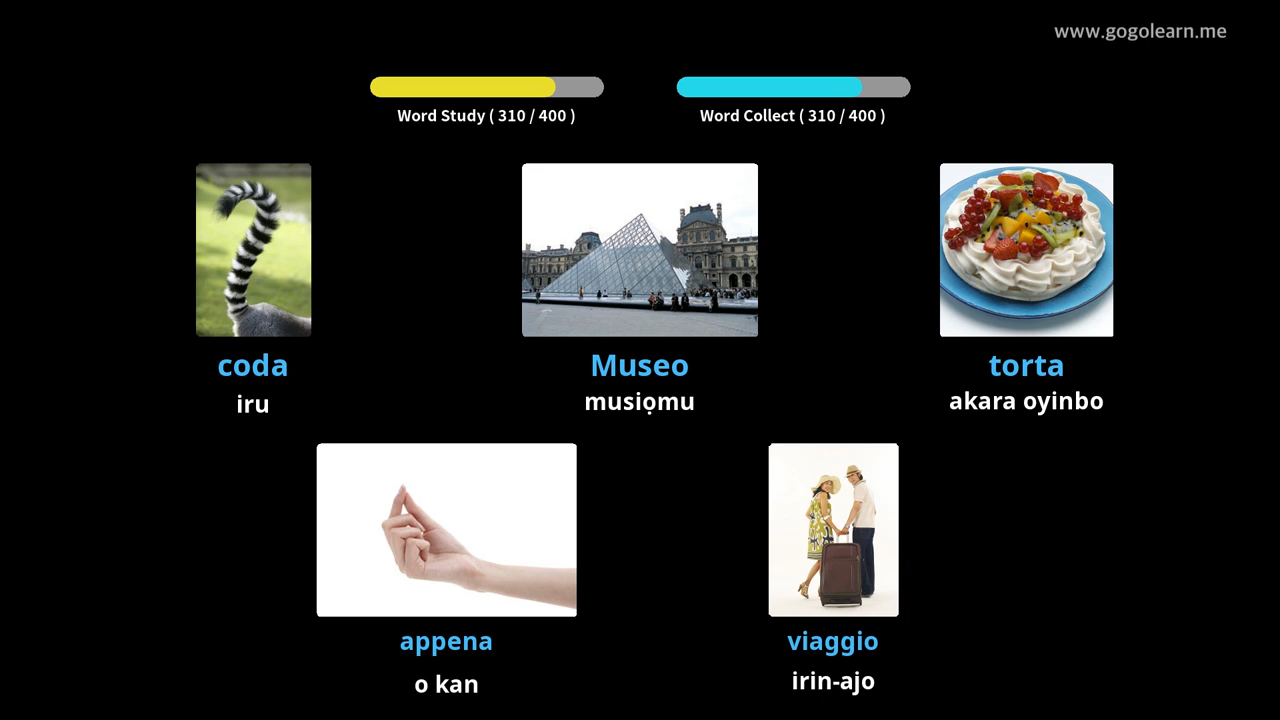 www.gogolearn.me
Word Study ( 310 / 400 )
Word Collect ( 310 / 400 )
coda
iru
Museo
musiọmu
torta
akara oyinbo
appena
o kan
viaggio
irin-ajo